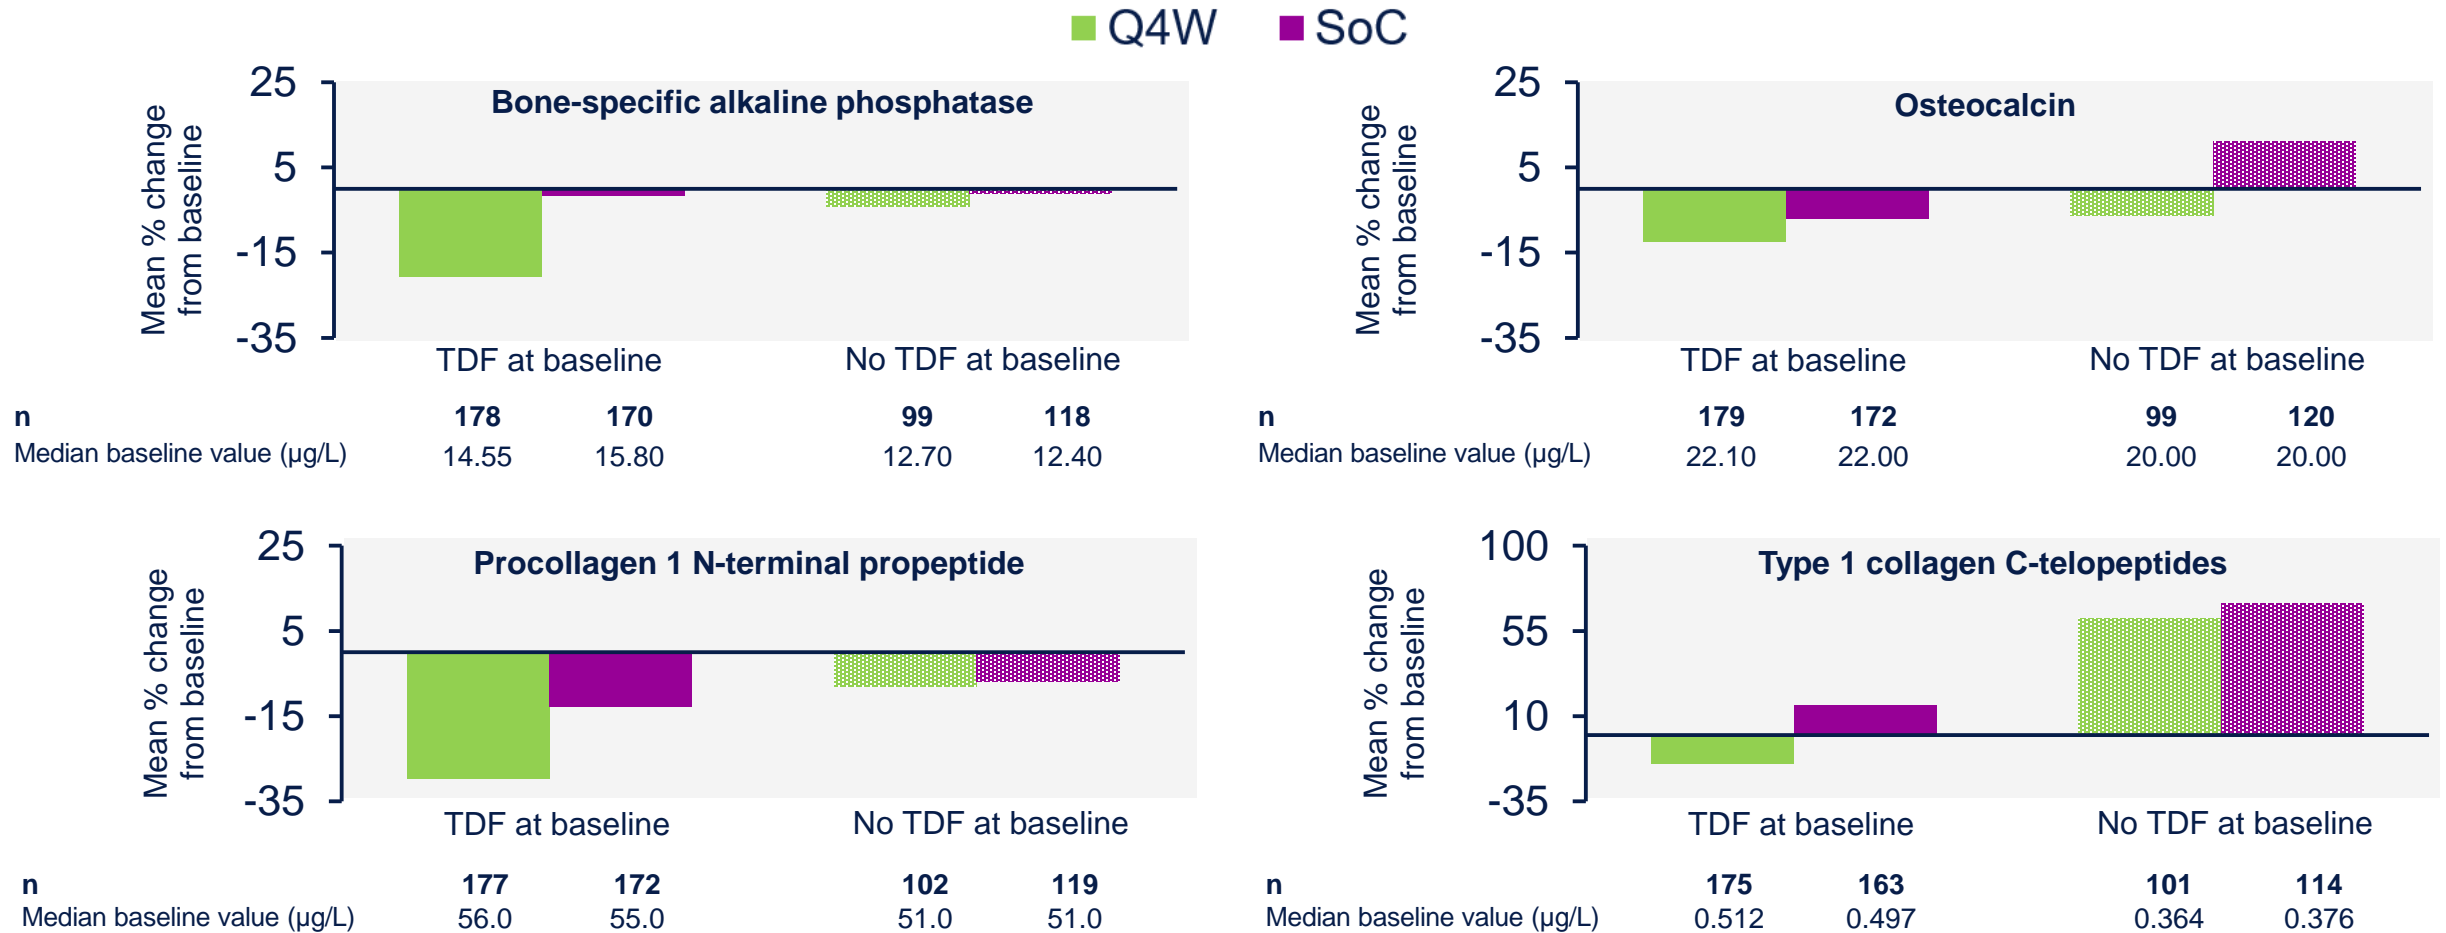 Q4W SoC
Bone-specific alkaline phosphatase
Mean % change
from baseline
25
5
-15
-35
TDF at baseline No TDF at baseline
n 178 170 99 118
Median baseline value (µg/L) 14.55 15.80 12.70 12.40
Osteocalcin
Mean % change
from baseline
25
5
-15
-35
TDF at baseline No TDF at baseline
n 179 172 99 120
Median baseline value (µg/L) 22.10 22.00 20.00 20.00
Procollagen 1 N-terminal propeptide
Mean % change
from baseline
25
5
-15
-35
TDF at baseline No TDF at baseline
n 177 172 102 119
Median baseline value (µg/L) 56.0 55.0 51.0 51.0
Type 1 collagen C-telopeptides
Mean % change
from baseline
100
55
10
-35
TDF at baseline No TDF at baseline
n 175 163 101 114
Median baseline value (µg/L) 0.512 0.497 0.364 0.376